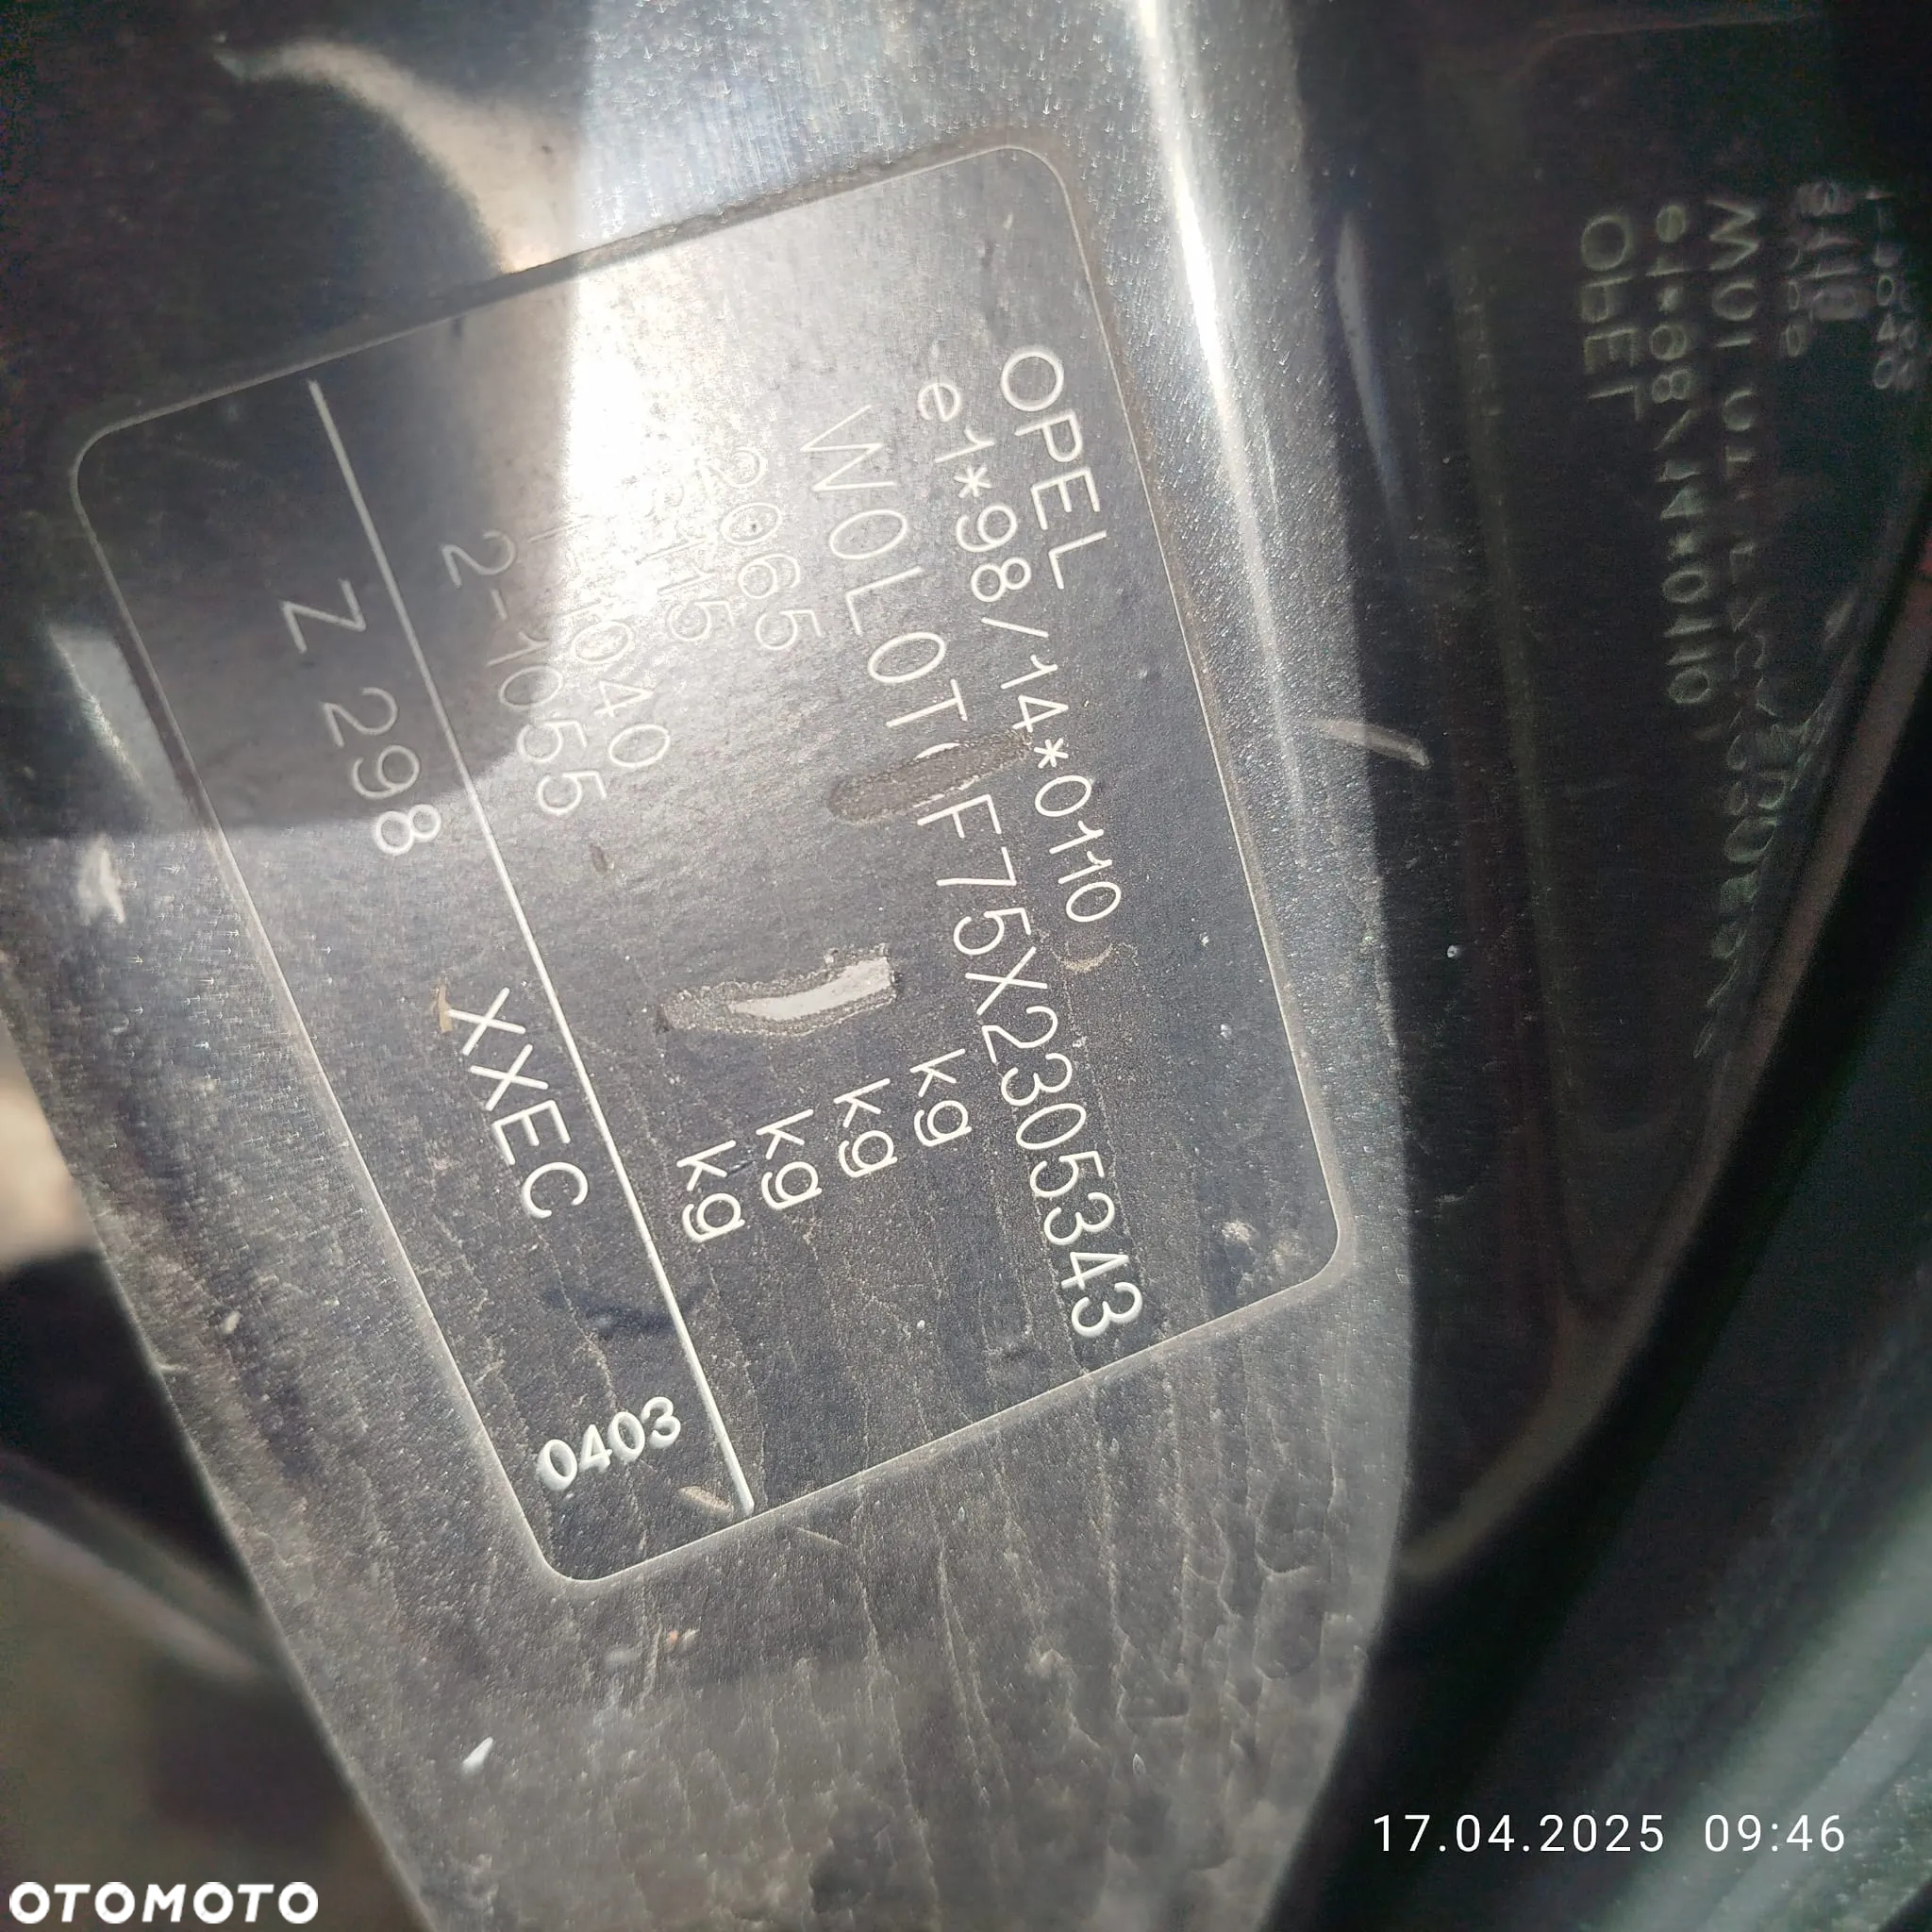 OPEL
e1*98/14*0110
W0L0T F75X2305343
2065 kg
kg
1-1040 kg
2-1055 kg
Z 298 XXEC
0403
17.04.2025 09:46
OTOMOTO